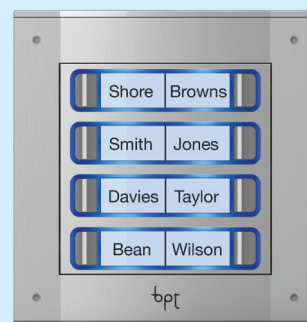 Shore Browns
Smith Jones
Davies Taylor
Bean Wilson
bpt